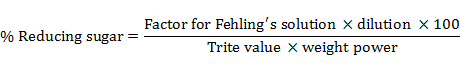 % Reducing sugar = Factor for Fehling′s solution × dilution × 100
Trite value × weight power